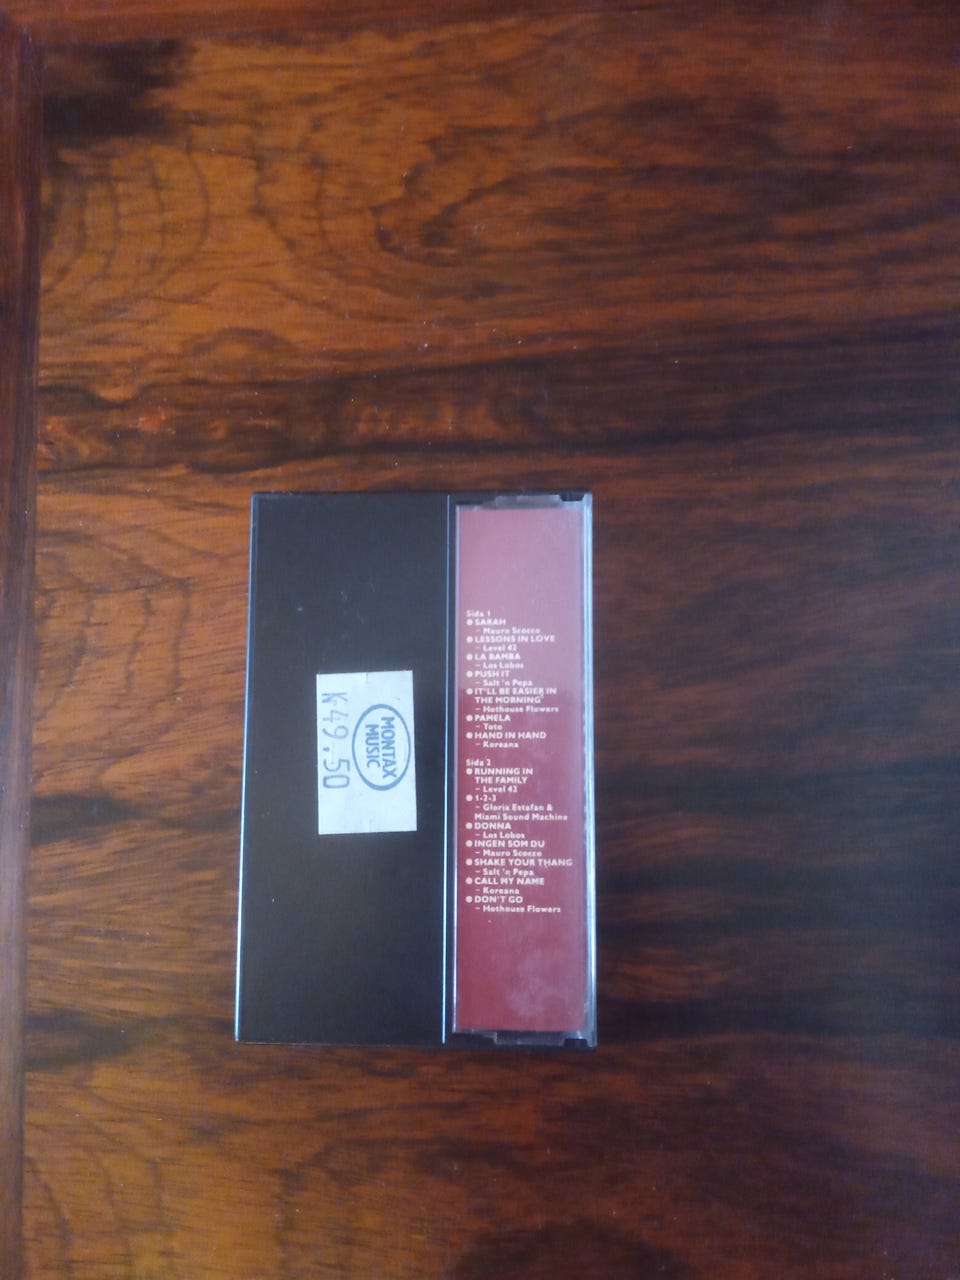 Sida 1
● SARAH
– Mauro Scocco
● LESSONS IN LOVE
– Level 42
● LA BAMBA
– Los Lobos
● PUSH IT
– Salt 'n Pepa
● IT'LL BE EASIER IN
THE MORNING
– Hothouse Flowers
● PAMELA
– Toto
● HAND IN HAND
– Koreana
Sida 2
● RUNNING IN
THE FAMILY
– Level 42
● 1-2-3
– Gloria Estafan &
Miami Sound Machine
● DONNA
– Los Lobos
● INGEN SOM DU
– Mauro Scocco
● SHAKE YOUR THANG
– Salt 'n Pepa
● CALL MY NAME
– Koreana
● DON'T GO
– Hothouse Flowers
MONTAX
MUSIC
K49.50